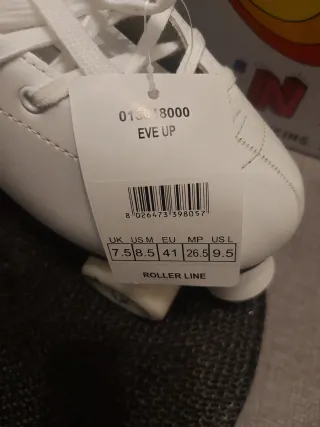 EVE UP
8 026473 398057
UK US M EU MP US L
7.5 8.5 41 26.5 9.5
ROLLER LINE
KING